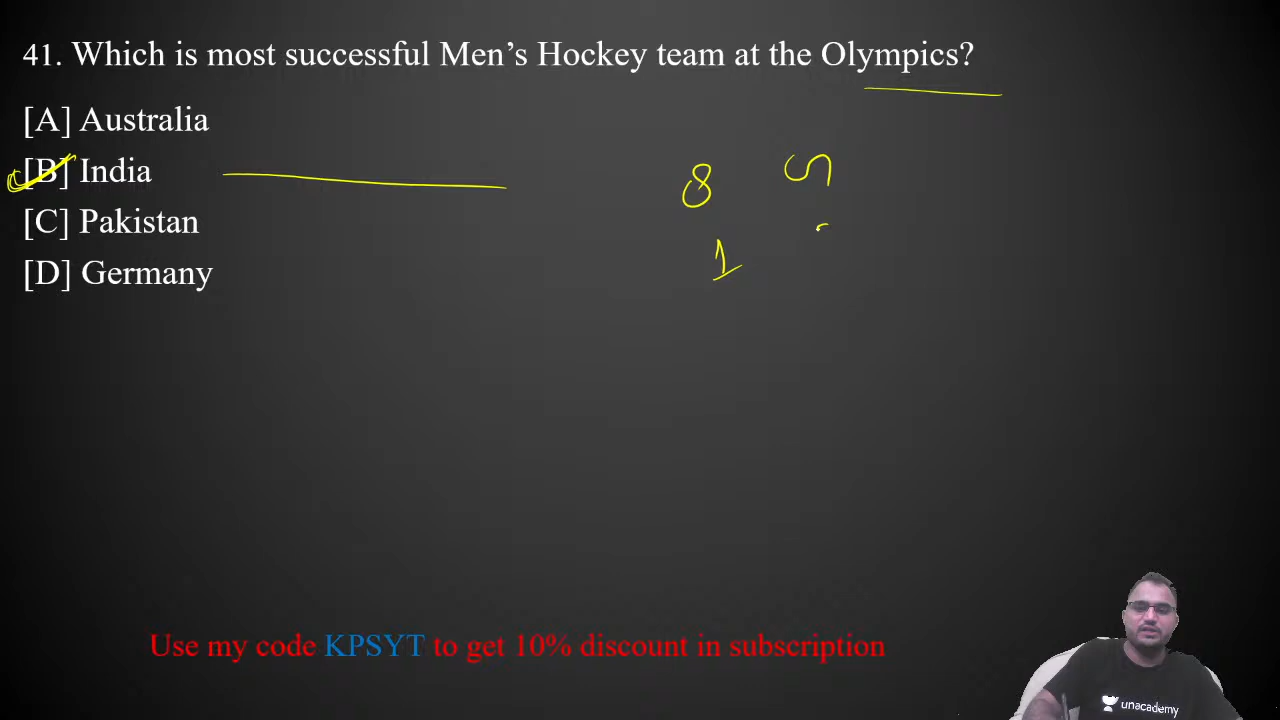 41. Which is most successful Men's Hockey team at the Olympics?
[A] Australia
[B] India
[C] Pakistan
[D] Germany
8
1
Use my code KPSYT to get 10% discount in subscription
unacademy